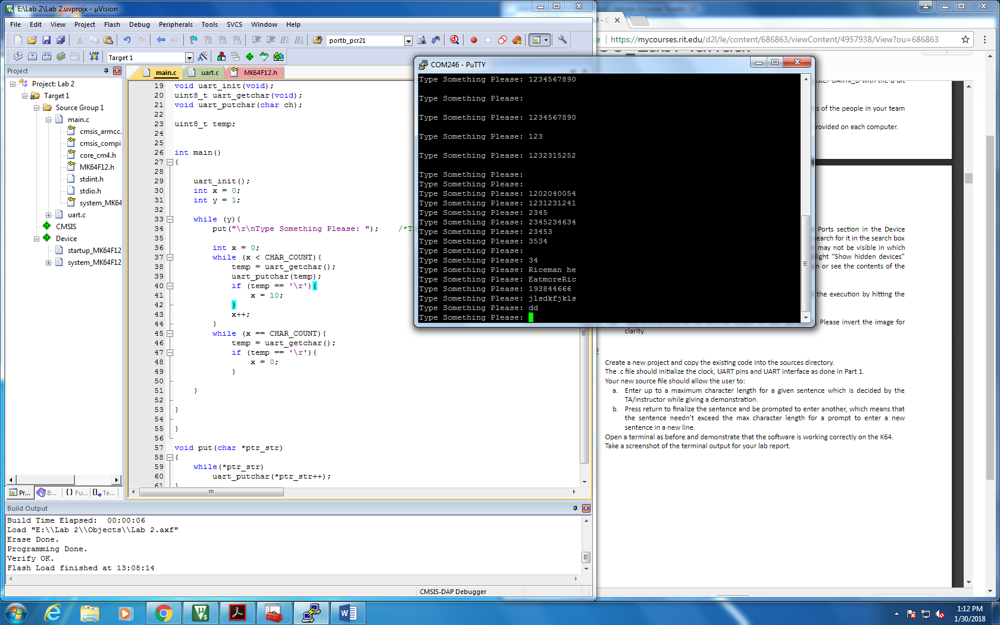 E:\Lab 2\Lab 2.uvprojx - µVision
File Edit View Project Flash Debug Peripherals Tools SVCS Window Help
portb_pcr21
Target 1
Project
Project: Lab 2
Target 1
Source Group 1
main.c
cmsis_armcc.
cmsis_compi
core_cm4.h
MK64F12.h
stdint.h
stdio.h
system_MK64
uart.c
CMSIS
Device
startup_MK64F12
system_MK64F12
Pr... B... {} Fu... Te...
main.c uart.c MK64F12.h
19 void uart_init(void);
20 uint8_t uart_getchar(void);
21 void uart_putchar(char ch);
22
23 uint8_t temp;
24
25
26 int main()
27 {
28
29 uart_init();
30 int x = 0;
31 int y = 1;
32
33 while (y){
34 put("\r\nType Something Please: "); /*T
35
36 int x = 0;
37 while (x < CHAR_COUNT){
38 temp = uart_getchar();
39 uart_putchar(temp);
40 if (temp == '\r'){
41 x = 10;
42 }
43 x++;
44 }
45 while (x == CHAR_COUNT){
46 temp = uart_getchar();
47 if (temp == '\r'){
48 x = 0;
49 }
50
51 }
52
53 }
54
55 }
56
57 void put(char *ptr_str)
58 {
59 while(*ptr_str)
60 uart_putchar(*ptr_str++);
61 }
Build Output
Build Time Elapsed: 00:00:06
Load "E:\\Lab 2\\Objects\\Lab 2.axf"
Erase Done.
Programming Done.
Verify OK.
Flash Load finished at 13:08:14
CMSIS-DAP Debugger
COM246 - PuTTY
Type Something Please: 1234567890
Type Something Please:
Type Something Please: 1234567890
Type Something Please: 123
Type Something Please: 1232315252
Type Something Please:
Type Something Please:
Type Something Please: 1202040054
Type Something Please: 1231231241
Type Something Please: 2345
Type Something Please: 2345234634
Type Something Please: 23453
Type Something Please: 3534
Type Something Please:
Type Something Please: 34
Type Something Please: Riceman he
Type Something Please: EatmoreRic
Type Something Please: 193844666
Type Something Please: jlsdkfjkls
Type Something Please: dd
Type Something Please:
https://mycourses.rit.edu/d2l/le/content/686863/viewContent/4957938/View?ou=686863
s of the people in your team
rovided on each computer.
Ports section in the Device
earch for it in the search box
may not be visible in which
ight “Show hidden devices”
n or see the contents of the
the execution by hitting the
. Please invert the image for
clarity.
Create a new project and copy the existing code into the sources directory.
The .c file should initialize the clock, UART pins and UART interface as done in Part 1.
Your new source file should allow the user to:
a. Enter up to a maximum character length for a given sentence which is decided by the
TA/instructor while giving a demonstration.
b. Press return to finalize the sentence and be prompted to enter another, which means that
the sentence needn’t exceed the max character length for a prompt to enter a new
sentence in a new line.
Open a terminal as before and demonstrate that the software is working correctly on the K64.
Take a screenshot of the terminal output for your lab report.
1:12 PM
1/30/2018